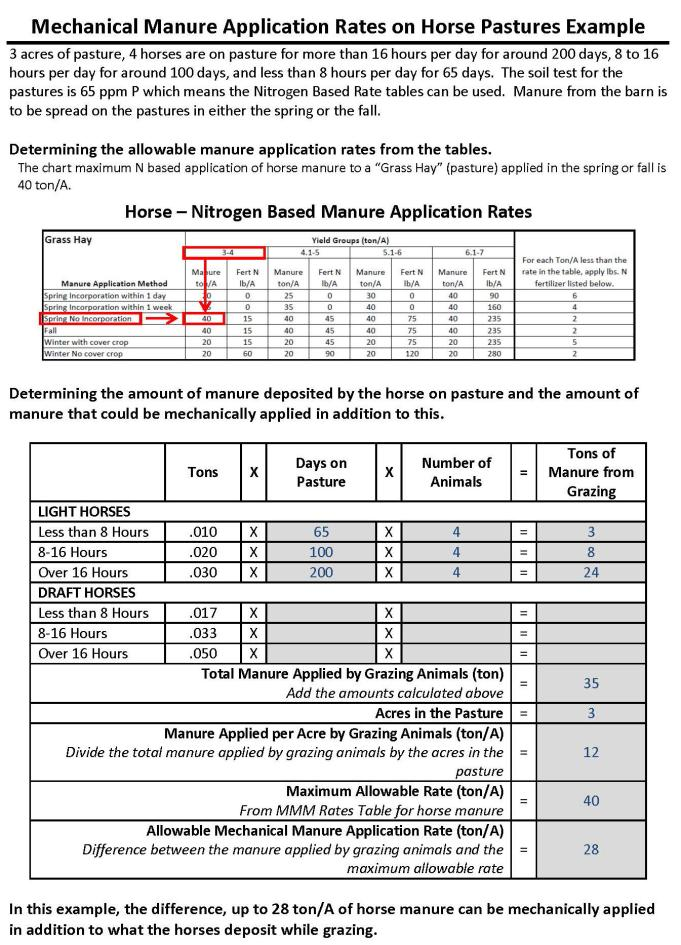 Mechanical Manure Application Rates on Horse Pastures Example
3 acres of pasture, 4 horses are on pasture for more than 16 hours per day for around 200 days, 8 to 16
hours per day for around 100 days, and less than 8 hours per day for 65 days. The soil test for the
pastures is 65 ppm P which means the Nitrogen Based Rate tables can be used. Manure from the barn is
to be spread on the pastures in either the spring or the fall.
Determining the allowable manure application rates from the tables.
The chart maximum N based application of horse manure to a “Grass Hay” (pasture) applied in the spring or fall is
40 ton/A.
Horse – Nitrogen Based Manure Application Rates
Grass Hay Yield Groups (ton/A)
3-4 4.1-5 5.1-6 6.1-7
For each Ton/A less than the
rate in the table, apply lbs. N
fertilizer listed below.
Manure Fert N Manure Fert N Manure Fert N Manure Fert N
Manure Application Method ton/A lb/A ton/A lb/A ton/A lb/A ton/A lb/A
Spring Incorporation within 1 day 0 25 0 30 0 40 90 6
Spring Incorporation within 1 week 0 35 0 40 0 40 160 4
Spring No Incorporation 40 15 40 45 40 75 40 235 2
Fall 40 15 40 45 40 75 40 235 2
Winter with cover crop 20 15 20 45 20 75 20 235 5
Winter No cover crop 20 60 20 90 20 120 20 280 2
Determining the amount of manure deposited by the horse on pasture and the amount of
manure that could be mechanically applied in addition to this.
Tons X Days on Pasture X Number of Animals = Tons of Manure from Grazing
LIGHT HORSES
Less than 8 Hours .010 X 65 X 4 = 3
8-16 Hours .020 X 100 X 4 = 8
Over 16 Hours .030 X 200 X 4 = 24
DRAFT HORSES
Less than 8 Hours .017 X X =
8-16 Hours .033 X X =
Over 16 Hours .050 X X =
Total Manure Applied by Grazing Animals (ton)
Add the amounts calculated above = 35
Acres in the Pasture = 3
Manure Applied per Acre by Grazing Animals (ton/A)
Divide the total manure applied by grazing animals by the acres in the
pasture = 12
Maximum Allowable Rate (ton/A)
From MMM Rates Table for horse manure = 40
Allowable Mechanical Manure Application Rate (ton/A)
Difference between the manure applied by grazing animals and the
maximum allowable rate = 28
In this example, the difference, up to 28 ton/A of horse manure can be mechanically applied
in addition to what the horses deposit while grazing.